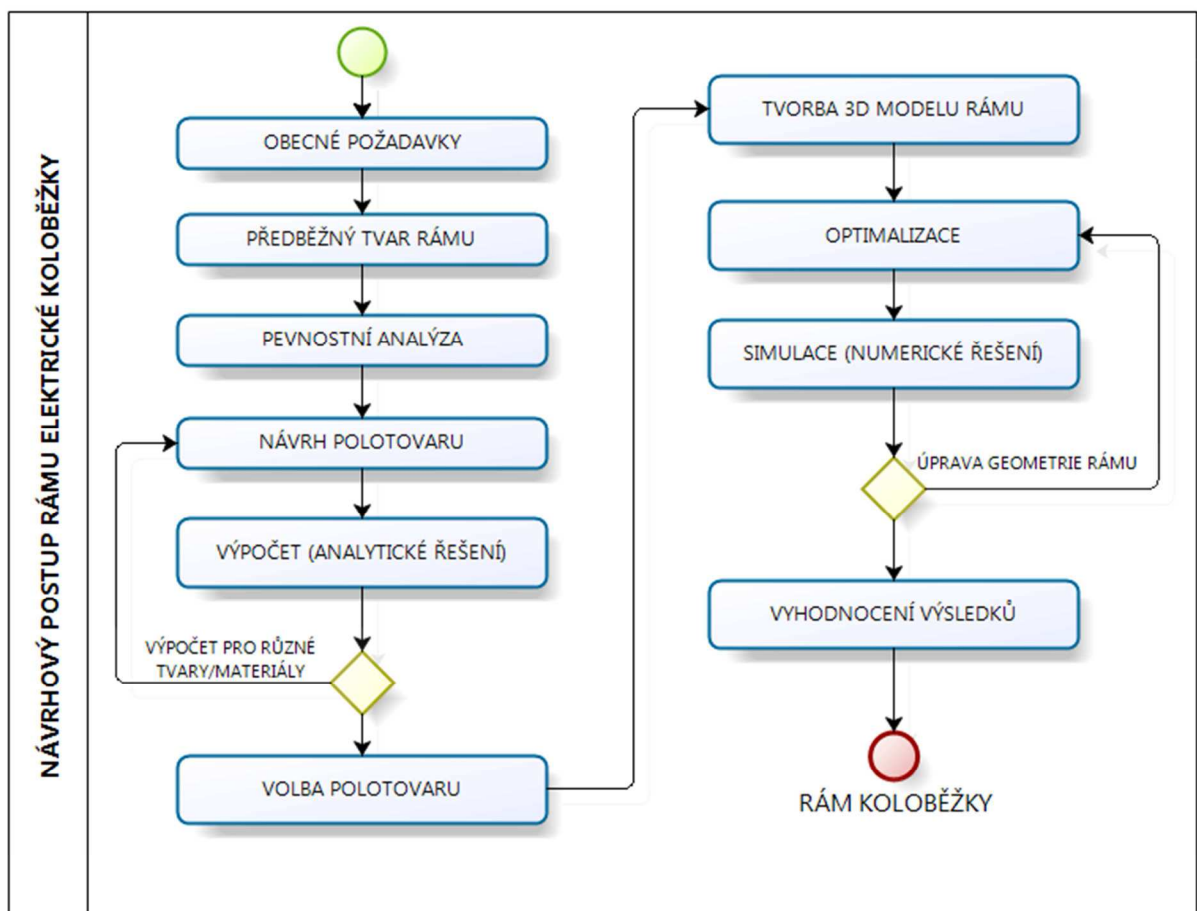 NÁVRHOVÝ POSTUP RÁMU ELEKTRICKÉ KOLOBĚŽKY
OBECNÉ POŽADAVKY
PŘEDBĚŽNÝ TVAR RÁMU
PEVNOSTNÍ ANALÝZA
NÁVRH POLOTOVARU
VÝPOČET (ANALYTICKÉ ŘEŠENÍ)
VÝPOČET PRO RŮZNÉ
TVARY/MATERIÁLY
VOLBA POLOTOVARU
TVORBA 3D MODELU RÁMU
OPTIMALIZACE
SIMULACE (NUMERICKÉ ŘEŠENÍ)
ÚPRAVA GEOMETRIE RÁMU
VYHODNOCENÍ VÝSLEDKŮ
RÁM KOLOBĚŽKY